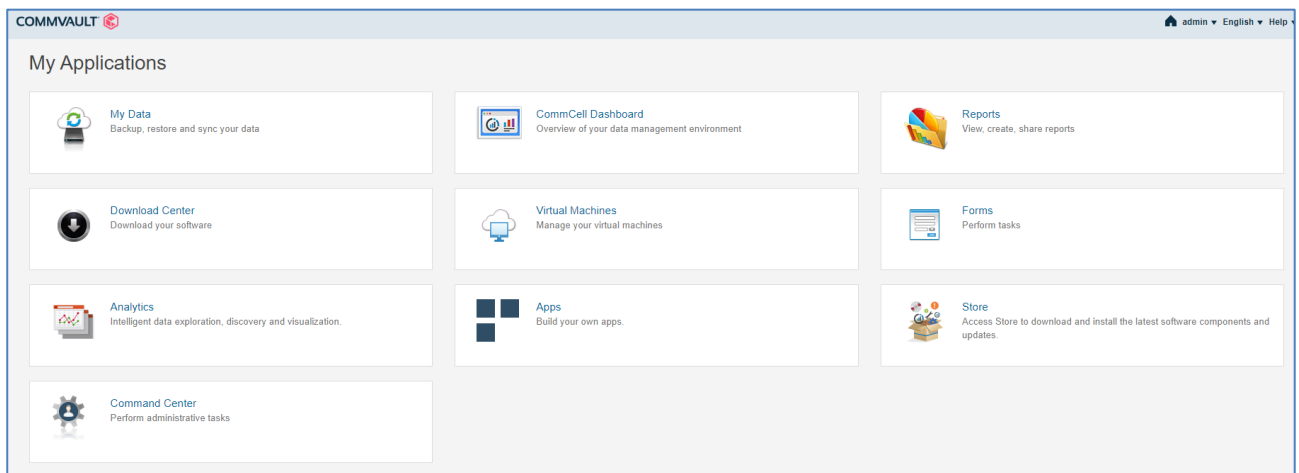 COMMVAULT
admin English Help
My Applications
My Data
Backup, restore and sync your data
CommCell Dashboard
Overview of your data management environment
Reports
View, create, share reports
Download Center
Download your software
Virtual Machines
Manage your virtual machines
Forms
Perform tasks
Analytics
Intelligent data exploration, discovery and visualization.
Apps
Build your own apps.
Store
Access Store to download and install the latest software components and
updates.
Command Center
Perform administrative tasks